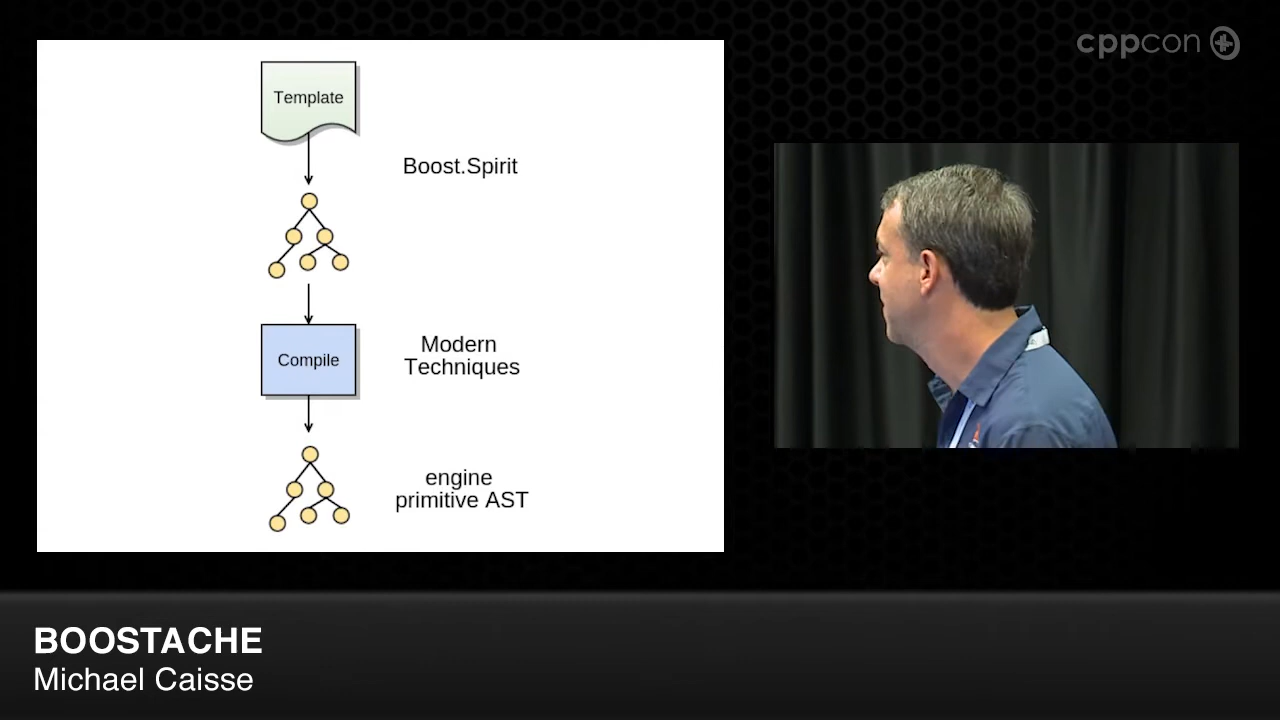 cppcon
Template
Boost.Spirit
Compile
Modern
Techniques
engine
primitive AST
BOOSTACHE
Michael Caisse